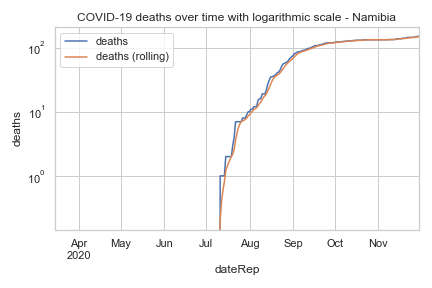 COVID-19 deaths over time with logarithmic scale - Namibia
deaths
deaths (rolling)
10²
10¹
10⁰
deaths
Apr
2020
May
Jun
Jul
Aug
Sep
Oct
Nov
dateRep